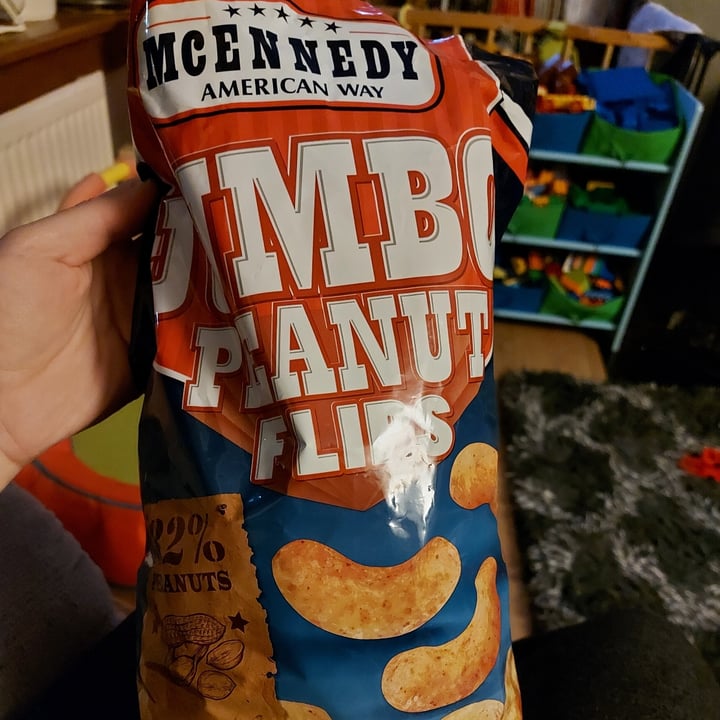 MCENNEDY
AMERICAN WAY
JUMBO
PEANUT
FLIPS
32%
PEANUTS